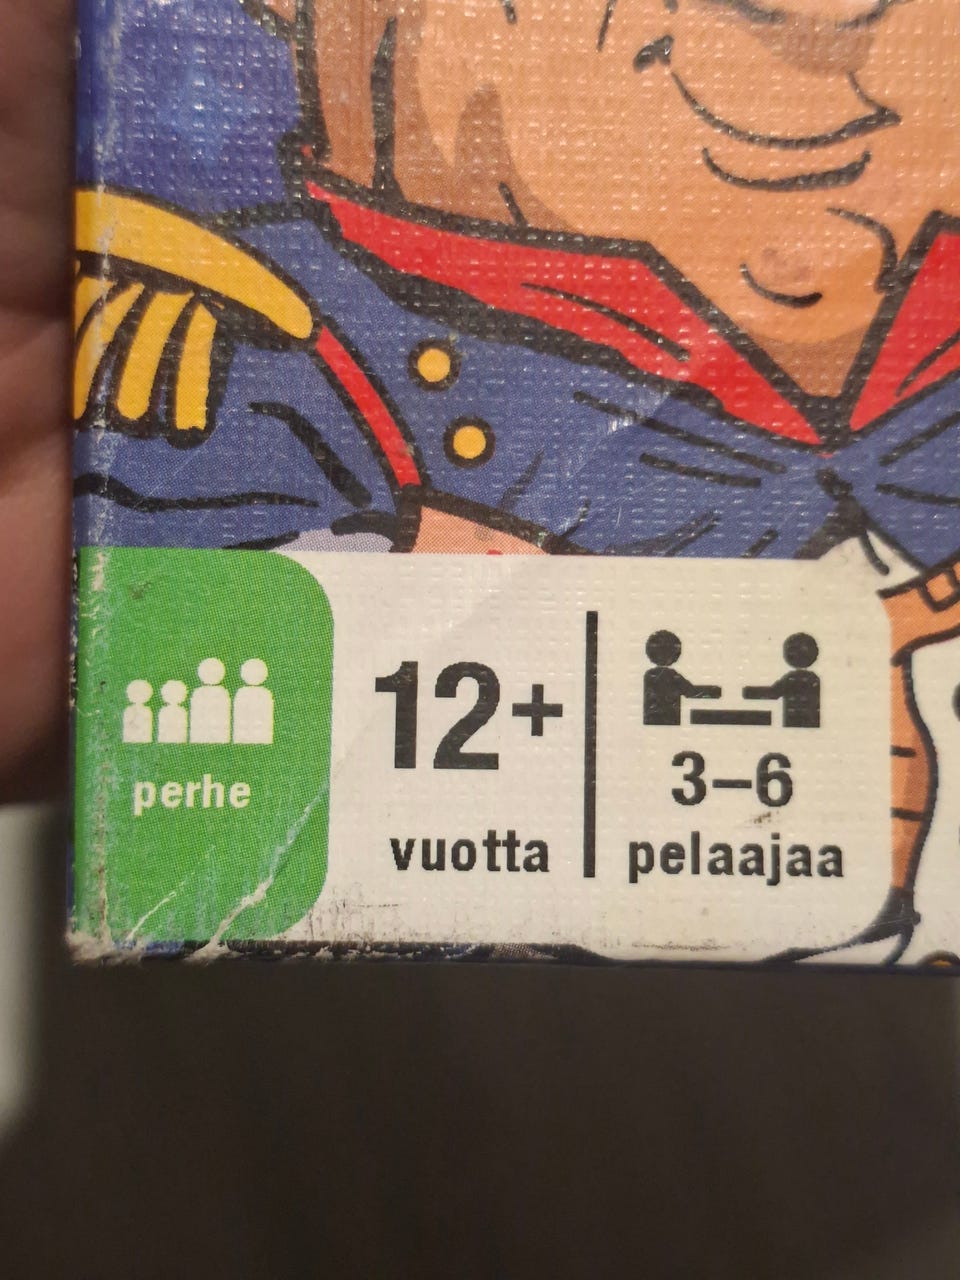 perhe
12+
vuotta
3–6
pelaajaa